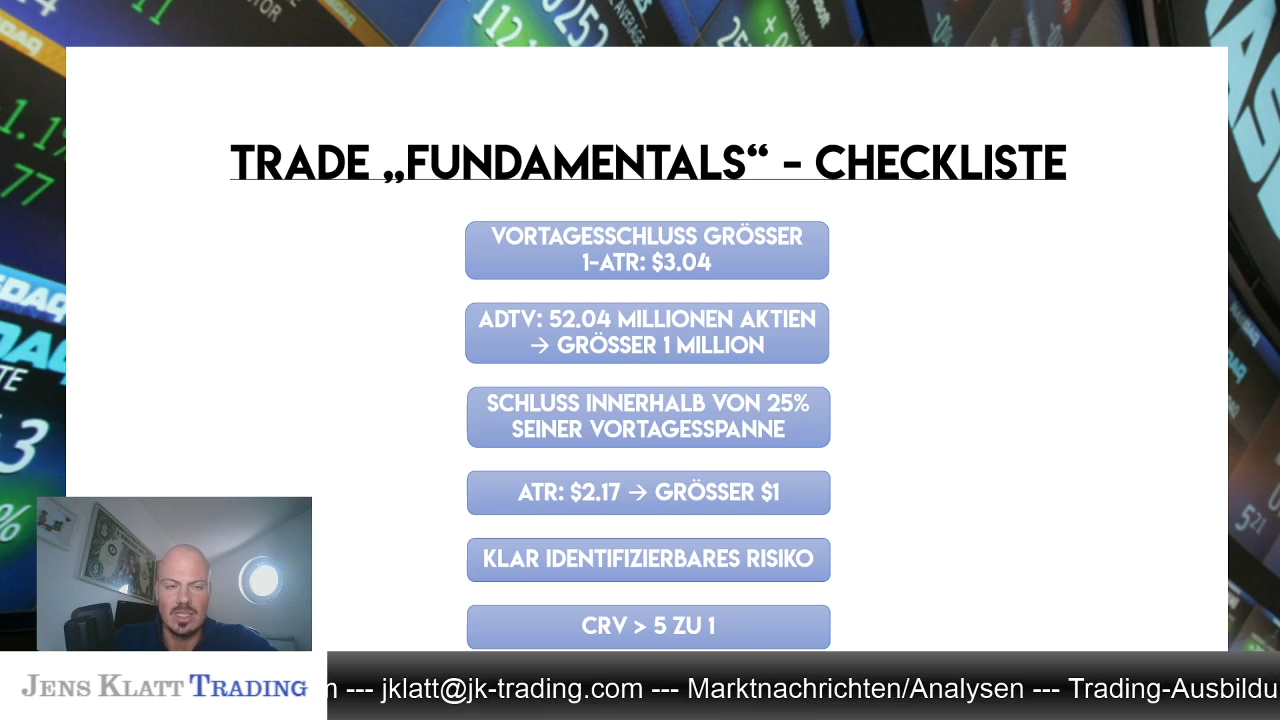 TRADE „FUNDAMENTALS“ - CHECKLISTE
VORTAGESSCHLUSS GRÖSSER
1-ATR: $3.04
ADTV: 52.04 MILLIONEN AKTIEN
→ GRÖSSER 1 MILLION
SCHLUSS INNERHALB VON 25%
SEINER VORTAGESSPANNE
ATR: $2.17 → GRÖSSER $1
KLAR IDENTIFIZIERBARES RISIKO
CRV > 5 ZU 1
JENS KLATT TRADING
--- jklatt@jk-trading.com --- Marktnachrichten/Analysen --- Trading-Ausbildu